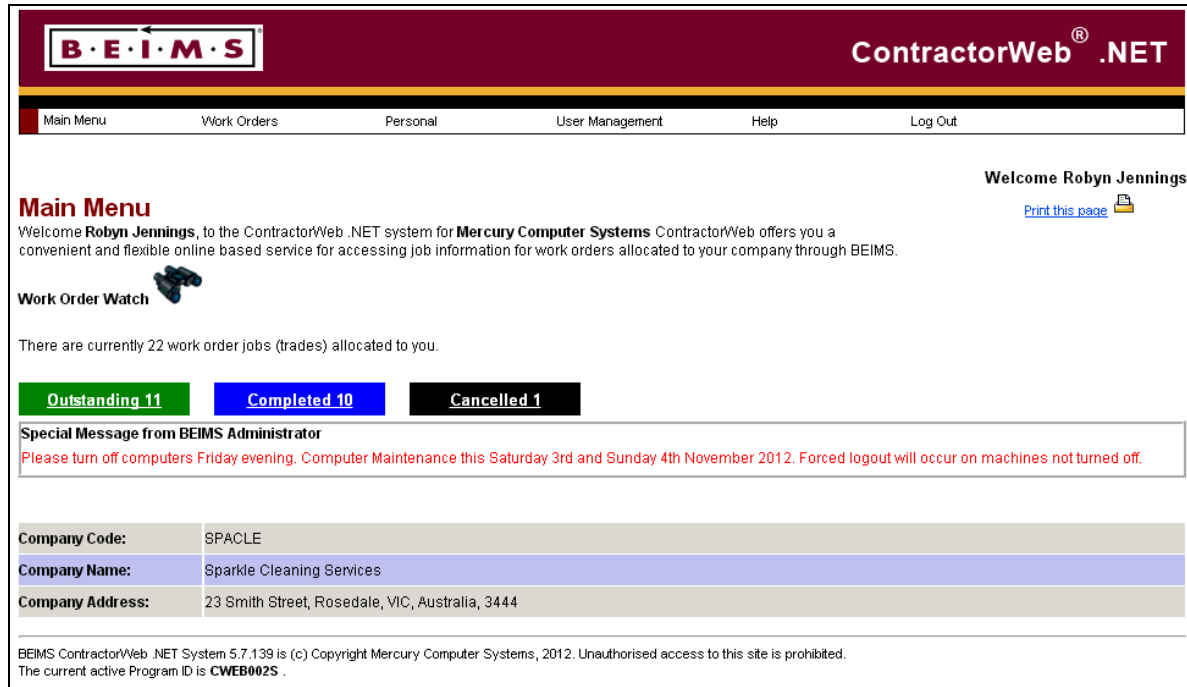 B·E·I·M·S
ContractorWeb® .NET
Main Menu Work Orders Personal User Management Help Log Out
Welcome Robyn Jennings
Main Menu
Print this page
Welcome Robyn Jennings, to the ContractorWeb .NET system for Mercury Computer Systems ContractorWeb offers you a
convenient and flexible online based service for accessing job information for work orders allocated to your company through BEIMS.
Work Order Watch
There are currently 22 work order jobs (trades) allocated to you.
Outstanding 11 Completed 10 Cancelled 1
Special Message from BEIMS Administrator
Please turn off computers Friday evening. Computer Maintenance this Saturday 3rd and Sunday 4th November 2012. Forced logout will occur on machines not turned off.
Company Code: SPACLE
Company Name: Sparkle Cleaning Services
Company Address: 23 Smith Street, Rosedale, VIC, Australia, 3444
BEIMS ContractorWeb .NET System 5.7.139 is (c) Copyright Mercury Computer Systems, 2012. Unauthorised access to this site is prohibited.
The current active Program ID is CWEB002S .